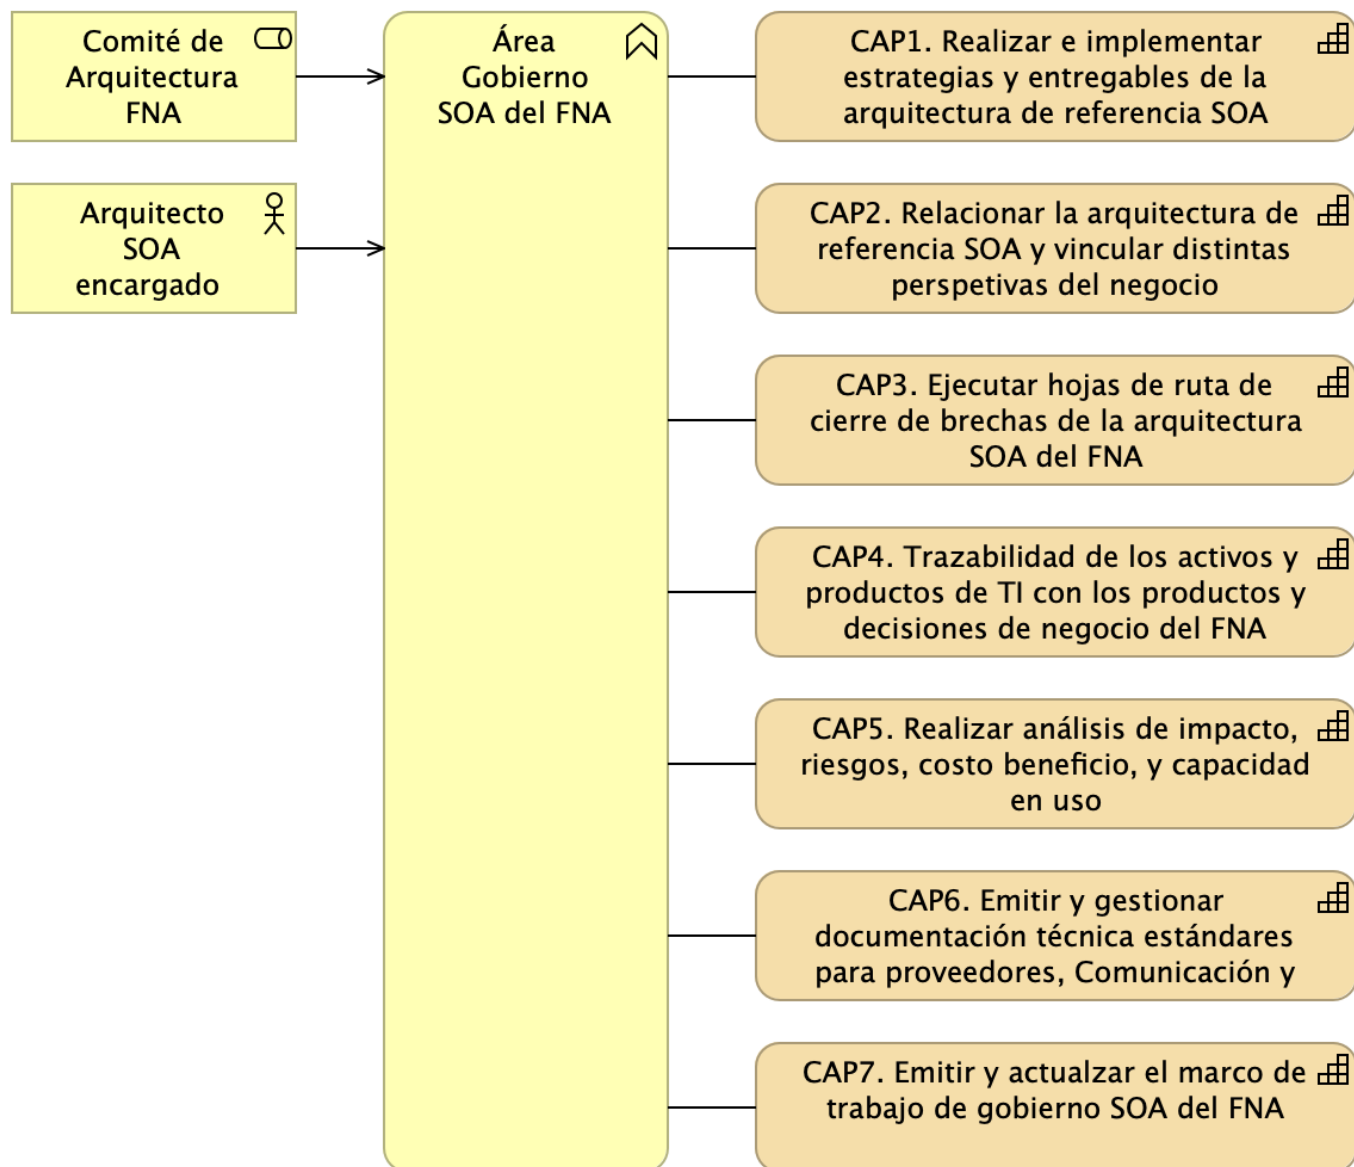 Comité de
Arquitectura
FNA
Arquitecto
SOA
encargado
Área
Gobierno
SOA del FNA
CAP1. Realizar e implementar
estrategias y entregables de la
arquitectura de referencia SOA
CAP2. Relacionar la arquitectura de
referencia SOA y vincular distintas
perspetivas del negocio
CAP3. Ejecutar hojas de ruta de
cierre de brechas de la arquitectura
SOA del FNA
CAP4. Trazabilidad de los activos y
productos de TI con los productos y
decisiones de negocio del FNA
CAP5. Realizar análisis de impacto,
riesgos, costo beneficio, y capacidad
en uso
CAP6. Emitir y gestionar
documentación técnica estándares
para proveedores, Comunicación y
CAP7. Emitir y actualzar el marco de
trabajo de gobierno SOA del FNA